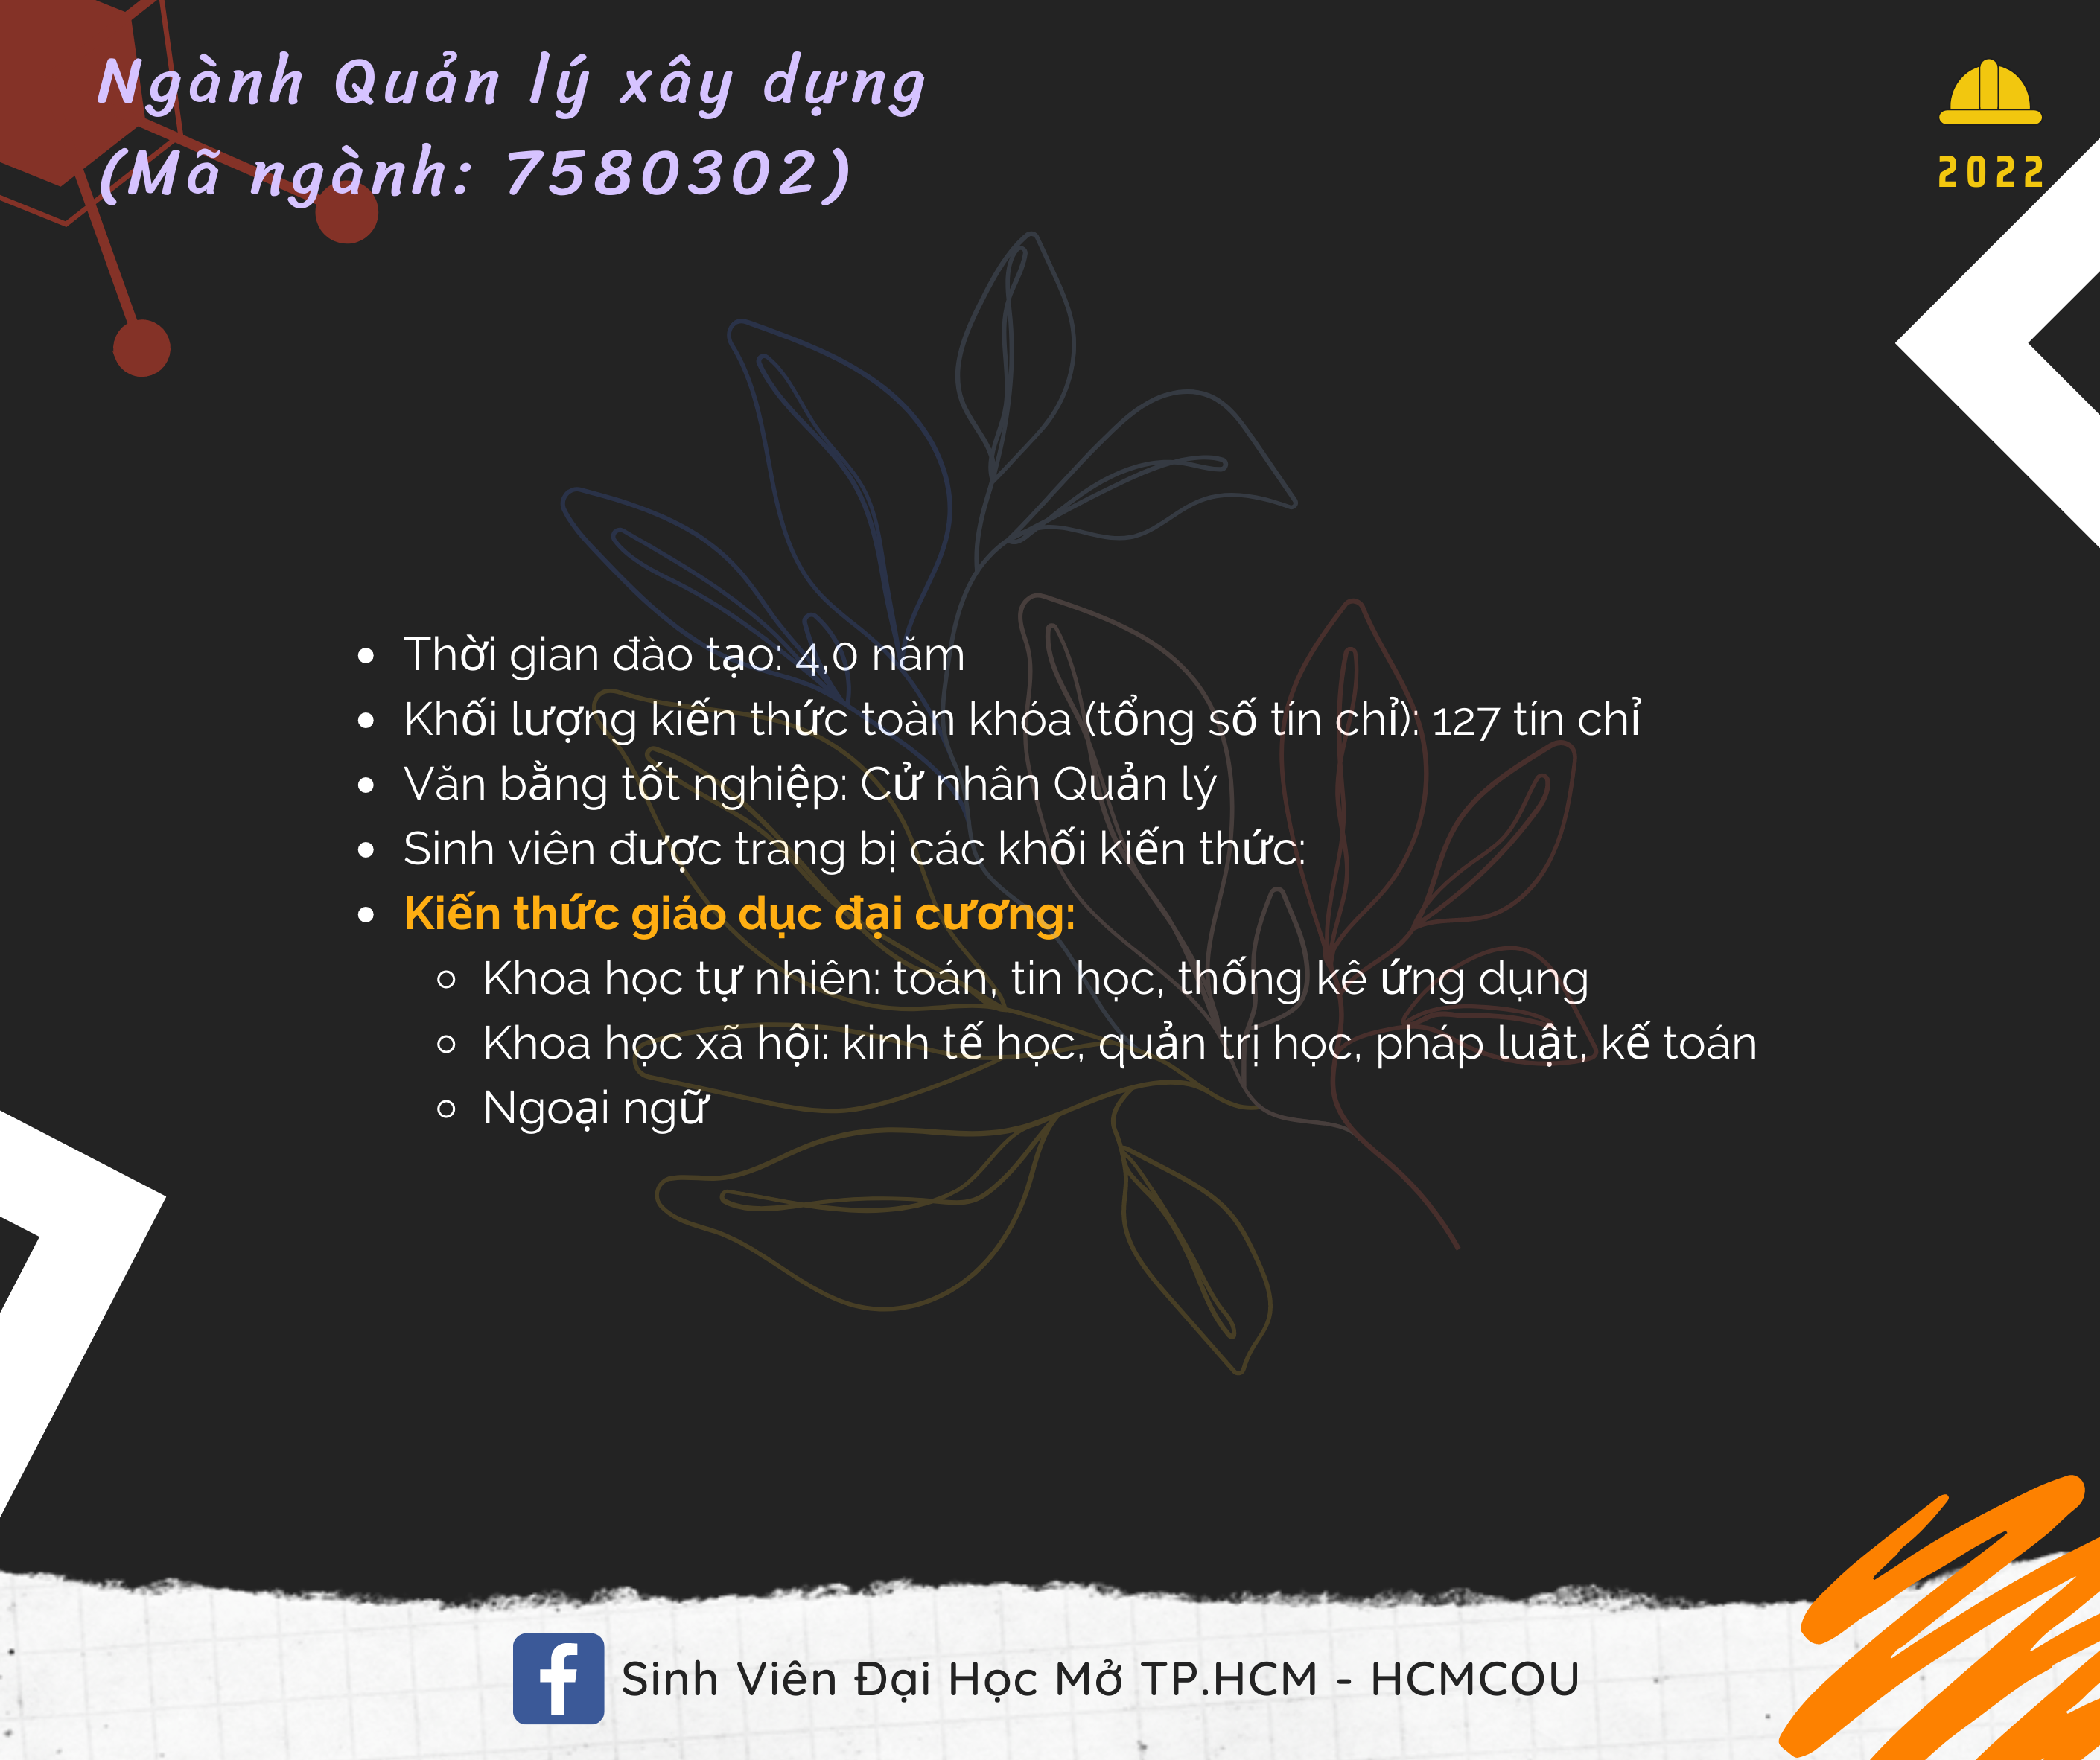 Ngành Quản lý xây dựng
(Mã ngành: 7580302)
2022
Thời gian đào tạo: 4,0 năm
Khối lượng kiến thức toàn khóa (tổng số tín chỉ): 127 tín chỉ
Văn bằng tốt nghiệp: Cử nhân Quản lý
Sinh viên được trang bị các khối kiến thức:
Kiến thức giáo dục đại cương:
Khoa học tự nhiên: toán, tin học, thống kê ứng dụng
Khoa học xã hội: kinh tế học, quản trị học, pháp luật, kế toán
Ngoại ngữ
Sinh Viên Đại Học Mở TP.HCM - HCMCOU